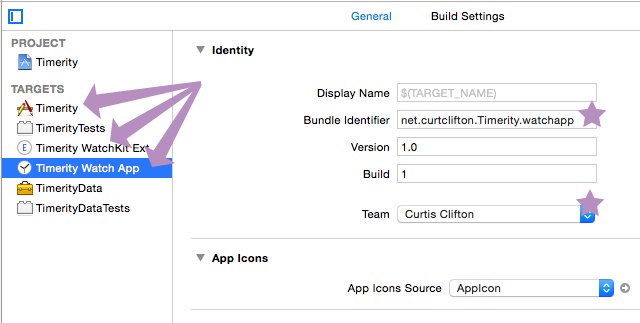 General Build Settings
PROJECT
Timerity
TARGETS
Timerity
TimerityTests
E Timerity WatchKit Ext
Timerity Watch App
TimerityData
TimerityDataTests
Identity
Display Name $(TARGET_NAME)
Bundle Identifier net.curtclifton.Timerity.watchapp
Version 1.0
Build 1
Team Curtis Clifton
App Icons
App Icons Source AppIcon